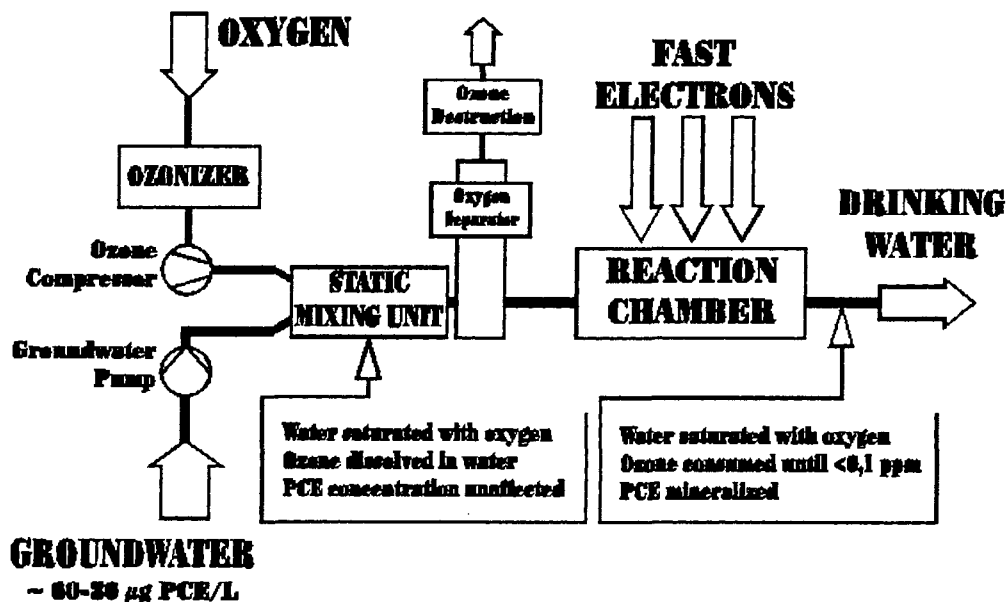 OXYGEN
OZONIZER
Ozone
Compressor
Groundwater
Pump
GROUNDWATER
µg PCE/L
STATIC
MIXING UNIT
Ozone
Destruction
Oxygen
Separator
FAST
ELECTRONS
REACTION
CHAMBER
DRINKING
WATER
Water saturated with oxygen
Ozone dissolved in water
PCE concentration unaffected
Water saturated with oxygen
Ozone consumed until <0,1 ppm
PCE mineralized